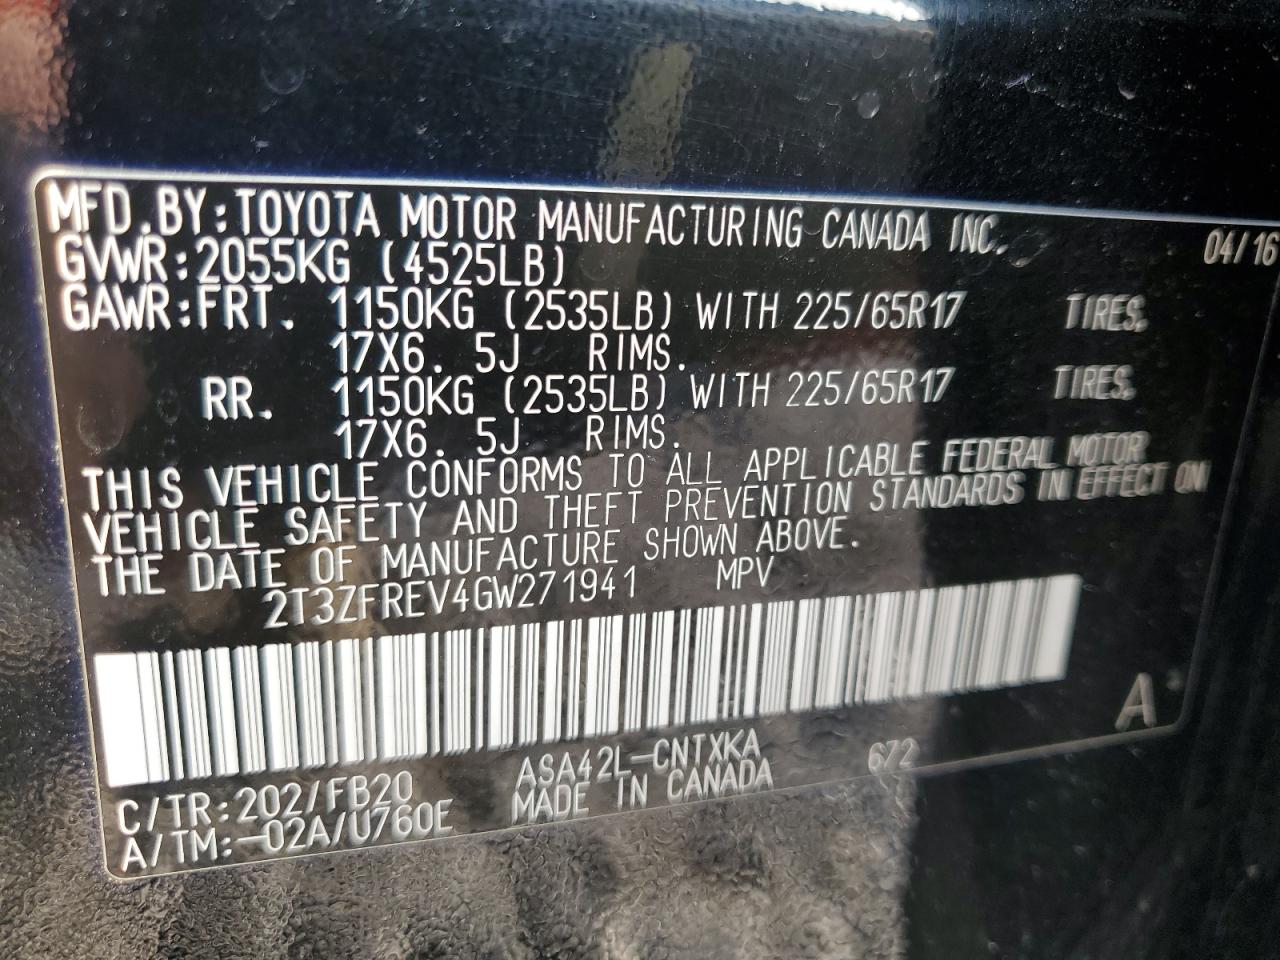 MFD.BY:TOYOTA MOTOR MANUFACTURING CANADA INC. 04/16
GVWR:2055KG (4525LB)
GAWR:FRT. 1150KG (2535LB) WITH 225/65R17 TIRES.
17X6. 5J RIMS.
RR. 1150KG (2535LB) WITH 225/65R17 TIRES.
17X6. 5J RIMS.
THIS VEHICLE CONFORMS TO ALL APPLICABLE FEDERAL MOTOR
VEHICLE SAFETY AND THEFT PREVENTION STANDARDS IN EFFECT ON
THE DATE OF MANUFACTURE SHOWN ABOVE.
2T3ZFREV4GW271941 MPV
A
C/TR:202/FB20 ASA42L-CNTXKA 672
A/TM:-02A/U760E MADE IN CANADA